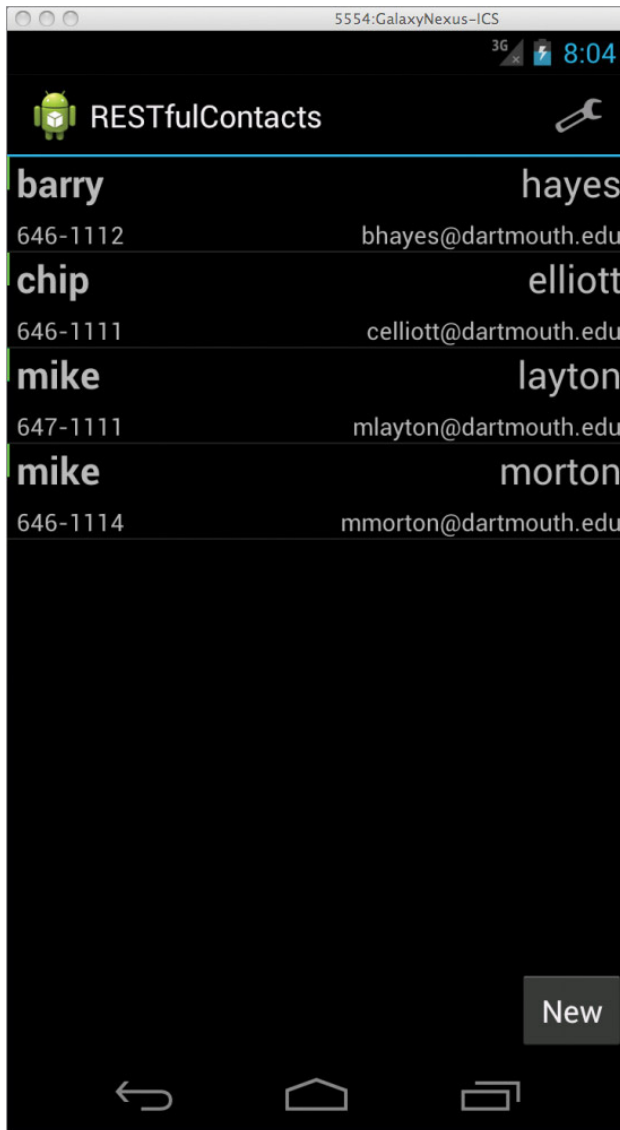 5554:GalaxyNexus-ICS
3G 8:04
RESTfulContacts
barry hayes
646-1112 bhayes@dartmouth.edu
chip elliott
646-1111 celliott@dartmouth.edu
mike layton
647-1111 mlayton@dartmouth.edu
mike morton
646-1114 mmorton@dartmouth.edu
New